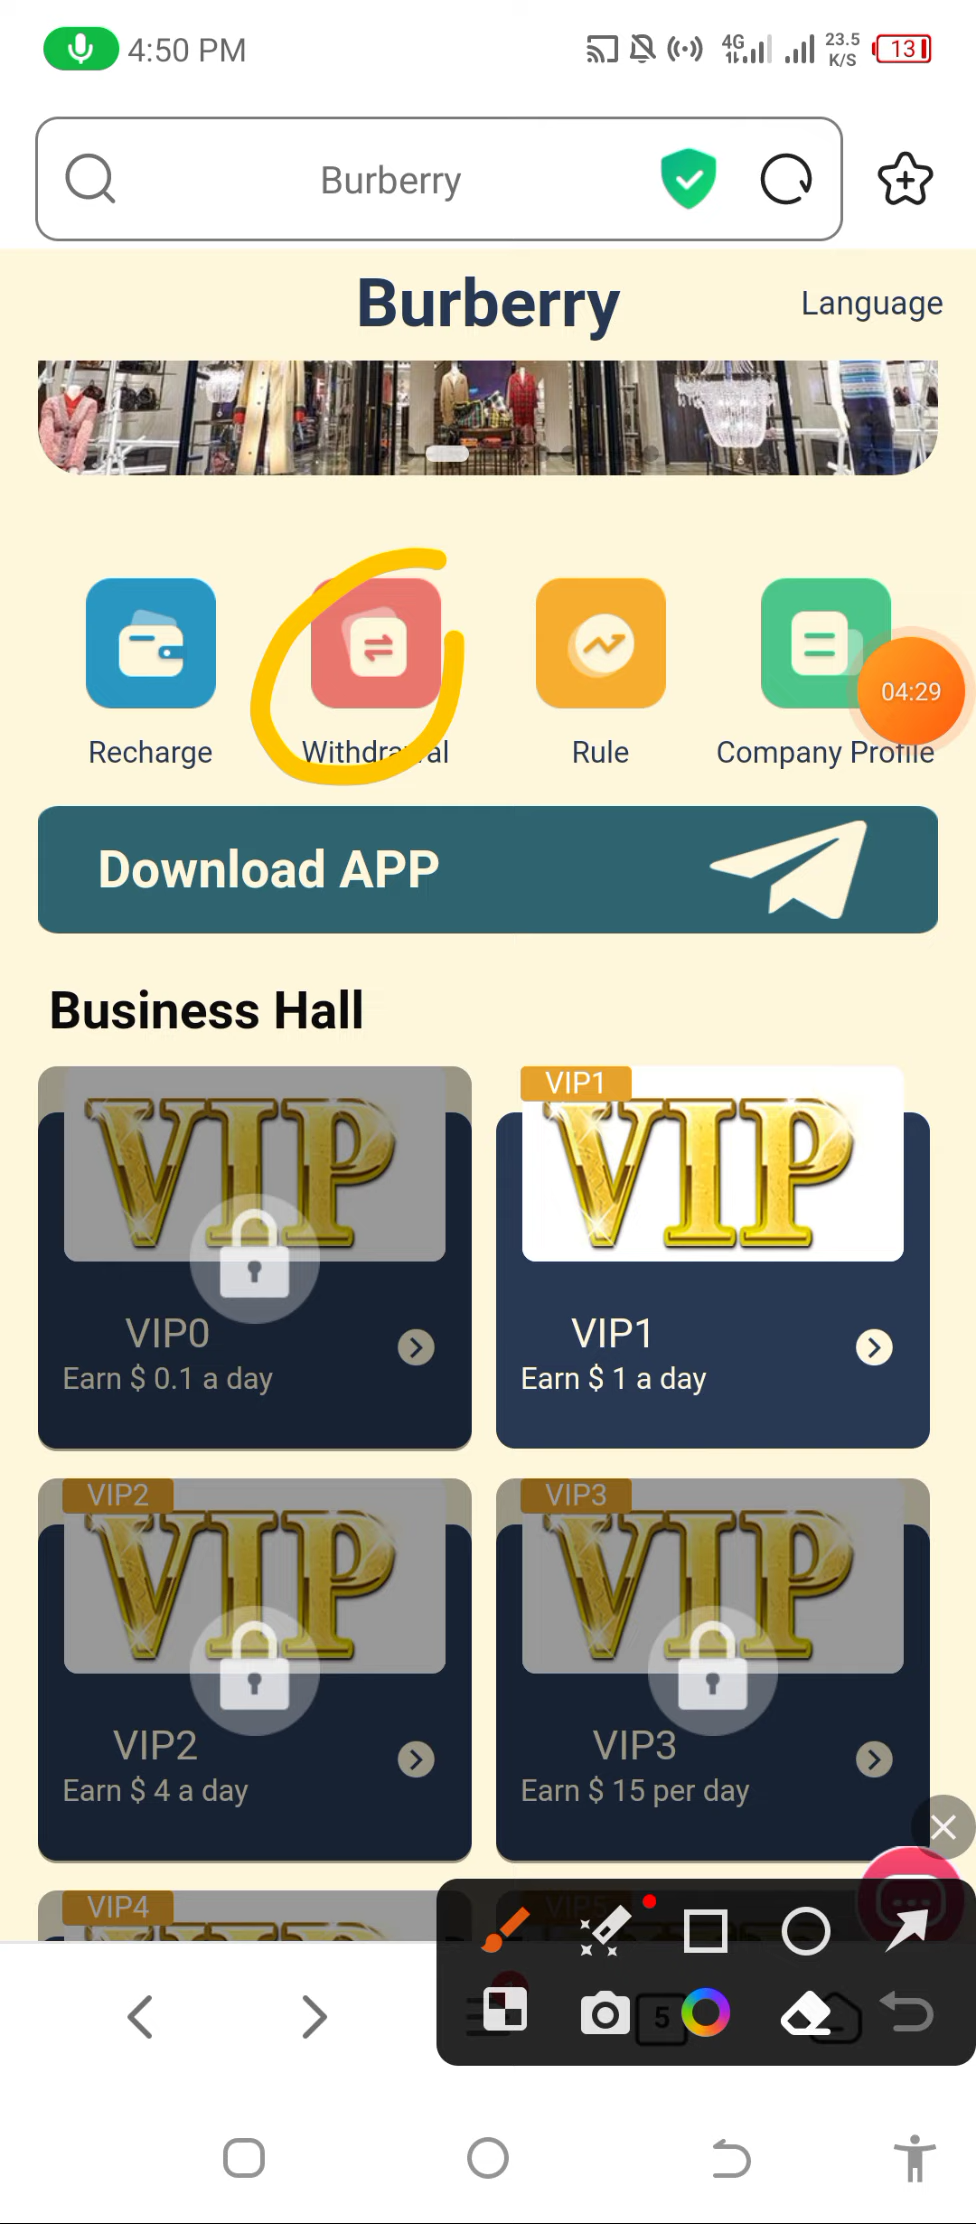 4:50 PM
4G
23.5
K/S
13
Burberry
Burberry
Language
Recharge
Withdrawal
Rule
Company Profile
04:29
Download APP
Business Hall
VIP
VIP0
Earn $ 0.1 a day
VIP1
VIP
VIP1
Earn $ 1 a day
VIP2
VIP
VIP2
Earn $ 4 a day
VIP3
VIP
VIP3
Earn $ 15 per day
VIP4
VIP5
5